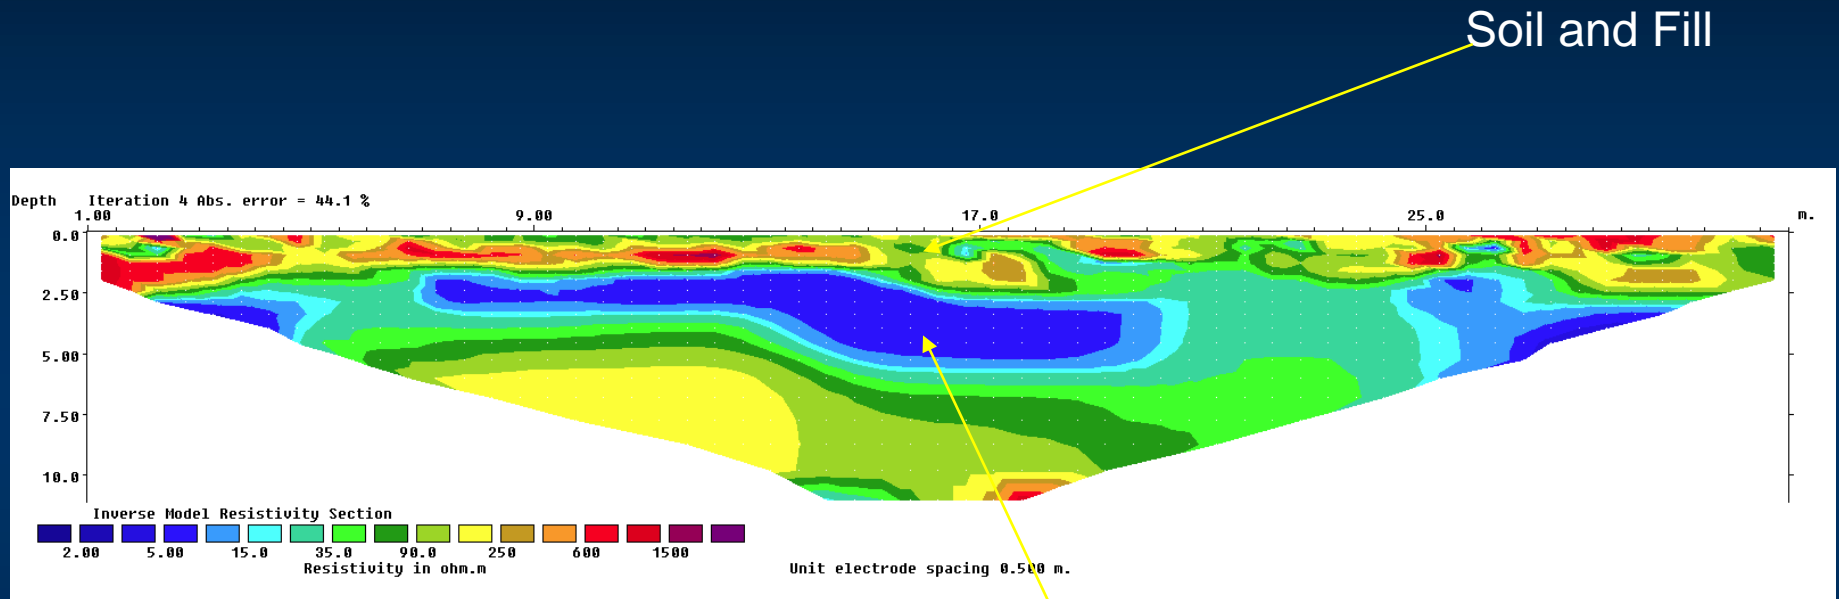 Soil and Fill
Depth Iteration 4 Abs. error = 44.1 %
1.00 9.00 17.0 25.0 m.
0.0
2.50
5.00
7.50
10.0
Inverse Model Resistivity Section
2.00 5.00 15.0 35.0 90.0 250 600 1500
Resistivity in ohm.m Unit electrode spacing 0.500 m.